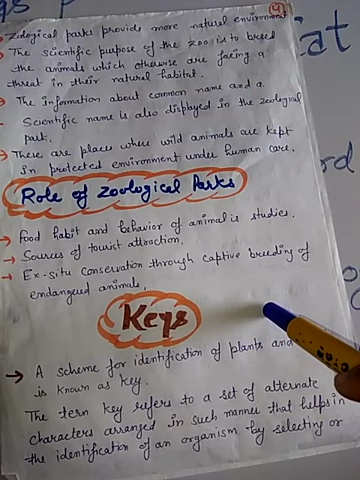 4
Zological parks provide more natural environment
The scientific purpose of the zoo is to breed
the animals which otherwise are facing a
threat in their natural habitat.
The Information about common name and a
Scientific name is also displayed in the zoological
park.
These are places where wild animals are kept
in protected environment under human care.
Role of Zoological Parks
Food habit and behavior of animal is studies.
Sources of tourist attraction.
Ex-situ Conservation through captive breeding of
endangered animals.
Keys
A scheme for identification of plants and
is known as key.
The term key refers to a set of alternate
characters arranged in such manner that helps in
the identification of an organism by selecting or